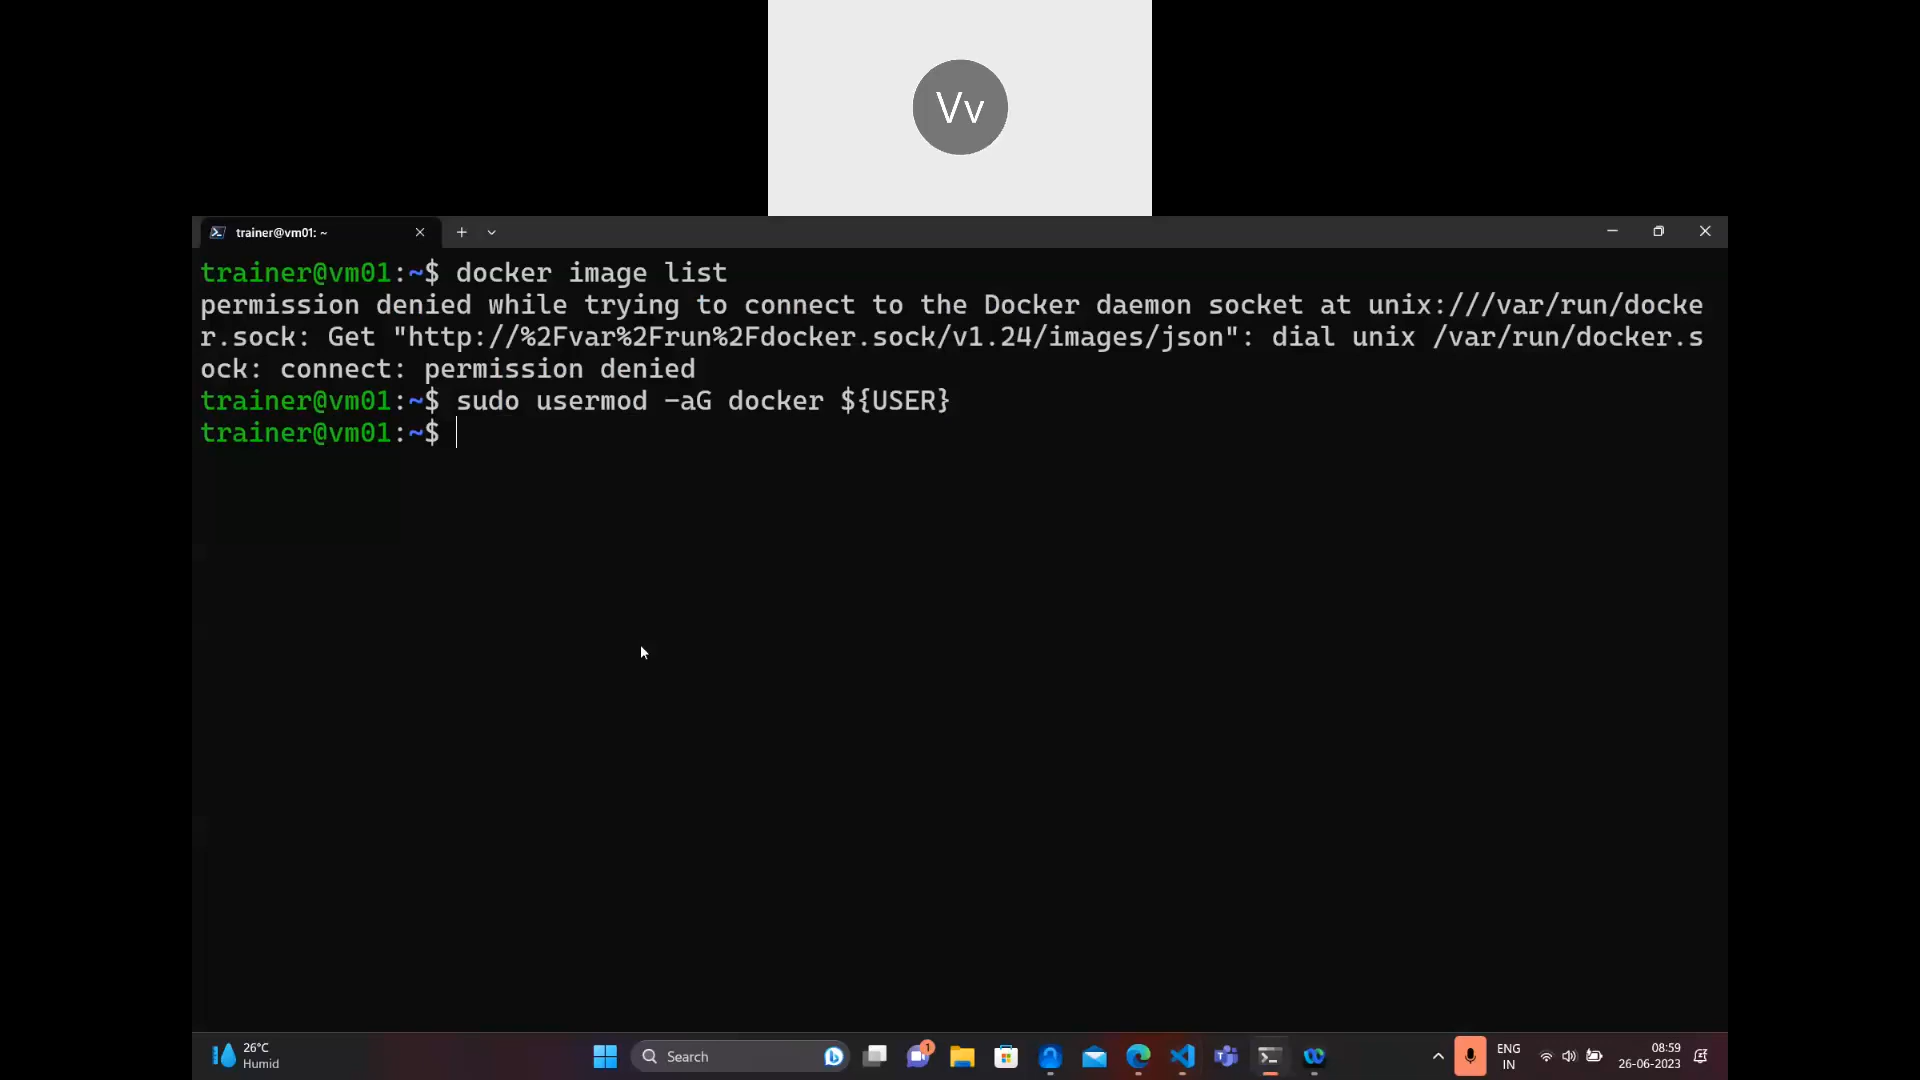 Vv
trainer@vm01: ~
trainer@vm01:~$ docker image list
permission denied while trying to connect to the Docker daemon socket at unix:///var/run/docke
r.sock: Get "http://%2Fvar%2Frun%2Fdocker.sock/v1.24/images/json": dial unix /var/run/docker.s
ock: connect: permission denied
trainer@vm01:~$ sudo usermod -aG docker ${USER}
trainer@vm01:~$
26°C
Humid
Search
1
ENG
IN
08:59
26-06-2023